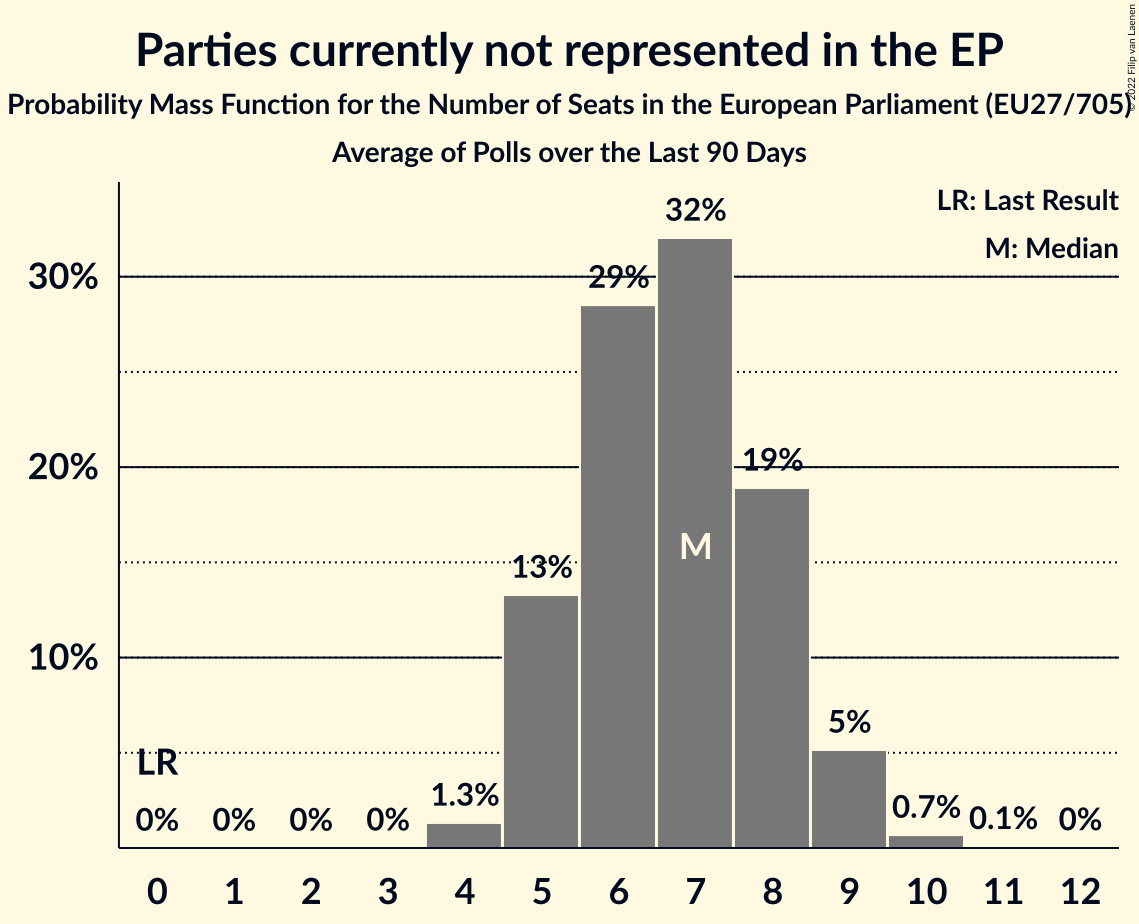 Parties currently not represented in the EP
Probability Mass Function for the Number of Seats in the European Parliament (EU27/705)
Average of Polls over the Last 90 Days
© 2022 Filip van Laenen
LR: Last Result
M: Median
32%
30%
29%
20%
19%
M
13%
10%
5%
LR
0% 0% 0% 0% 1.3% 0.7% 0.1% 0%
0 1 2 3 4 5 6 7 8 9 10 11 12